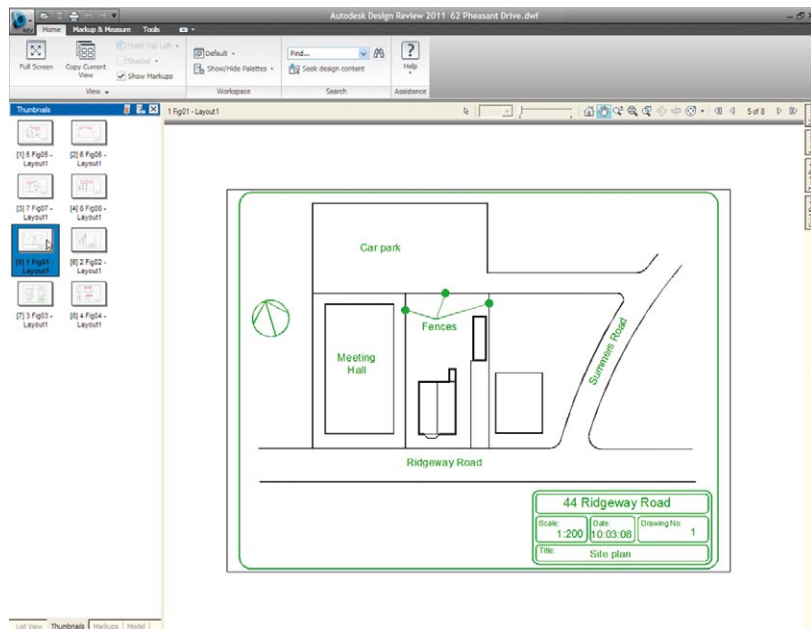 Autodesk Design Review 2011 62 Pheasant Drive.dwf
REV
Home Markup & Measure Tools
Full Screen
Copy Current View
Front Top Left
Shaded
Show Markups
View
Default
Show/Hide Palettes
Workspace
Find...
Seek design content
Search
Help
Assistance
Thumbnails
1 Fig01 - Layout1
5 of 8
[1] 5 Fig05 -
Layout1
[2] 6 Fig06 -
Layout1
[3] 7 Fig07 -
Layout1
[4] 8 Fig08 -
Layout1
[5] 1 Fig01 -
Layout1
[6] 2 Fig02 -
Layout1
[7] 3 Fig03 -
Layout1
[8] 4 Fig04 -
Layout1
Car park
Fences
Meeting
Hall
Summers Road
Ridgeway Road
44 Ridgeway Road
Scale: 1:200
Date: 10:03:08
Drawing No: 1
Title: Site plan
List View Thumbnails Markups Model